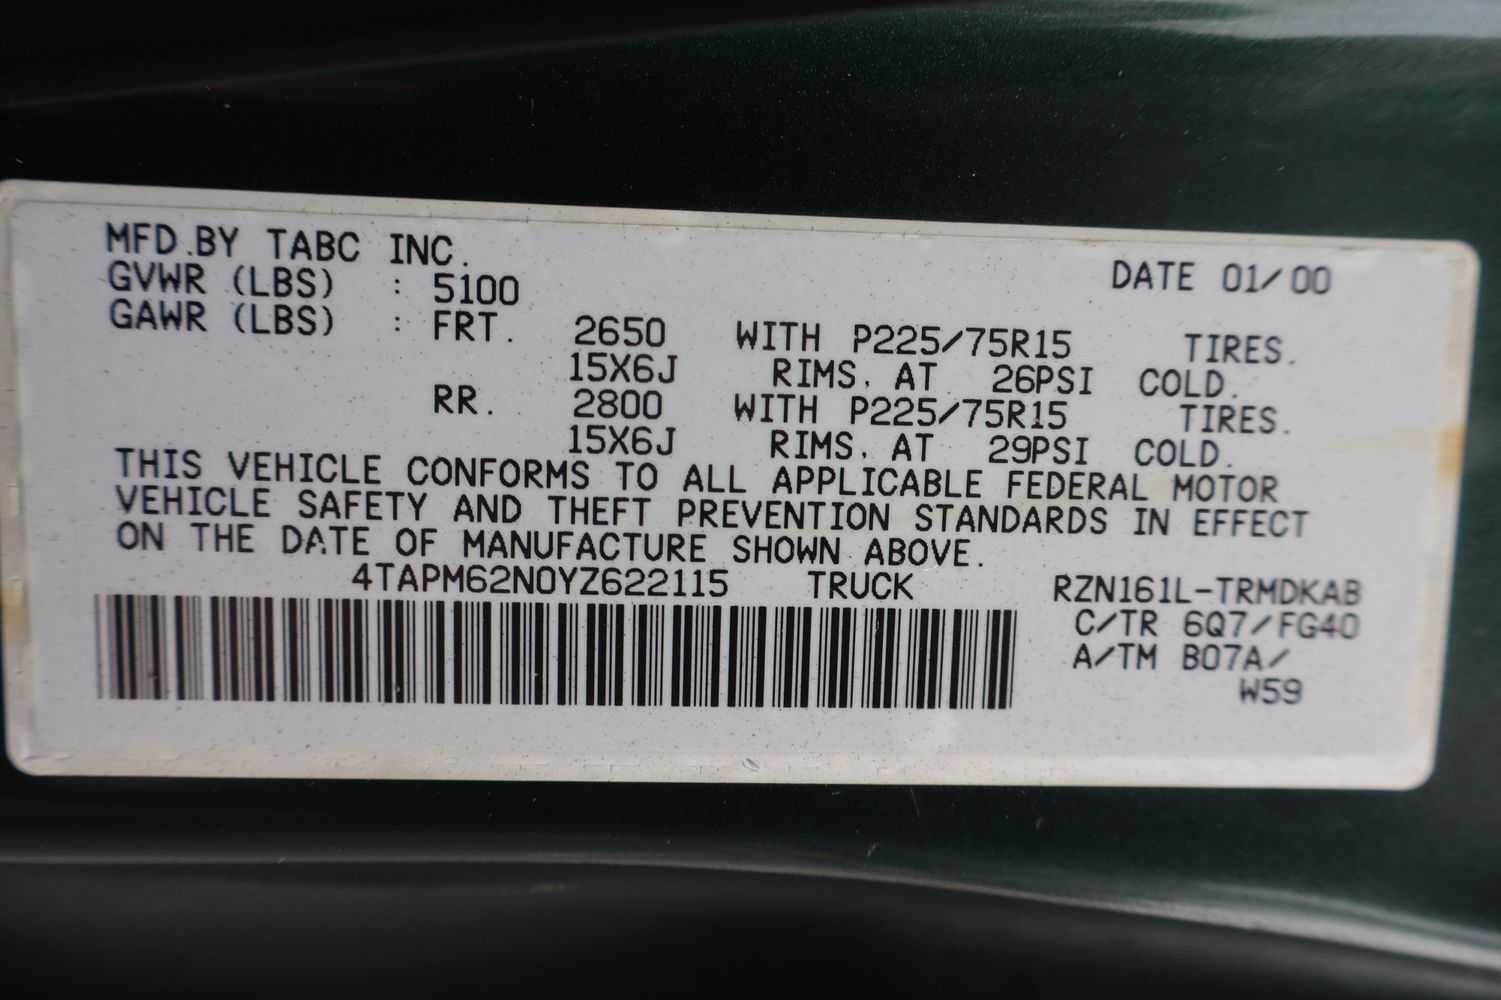 MFD.BY TABC INC.
DATE 01/00
GVWR (LBS) : 5100
GAWR (LBS) : FRT. 2650 WITH P225/75R15 TIRES.
15X6J RIMS, AT 26PSI COLD.
RR. 2800 WITH P225/75R15 TIRES.
15X6J RIMS, AT 29PSI COLD.
THIS VEHICLE CONFORMS TO ALL APPLICABLE FEDERAL MOTOR
VEHICLE SAFETY AND THEFT PREVENTION STANDARDS IN EFFECT
ON THE DATE OF MANUFACTURE SHOWN ABOVE.
4TAPM62N0YZ622115 TRUCK RZN161L-TRMDKAB
C/TR 6Q7/FG40
A/TM B07A/
W59